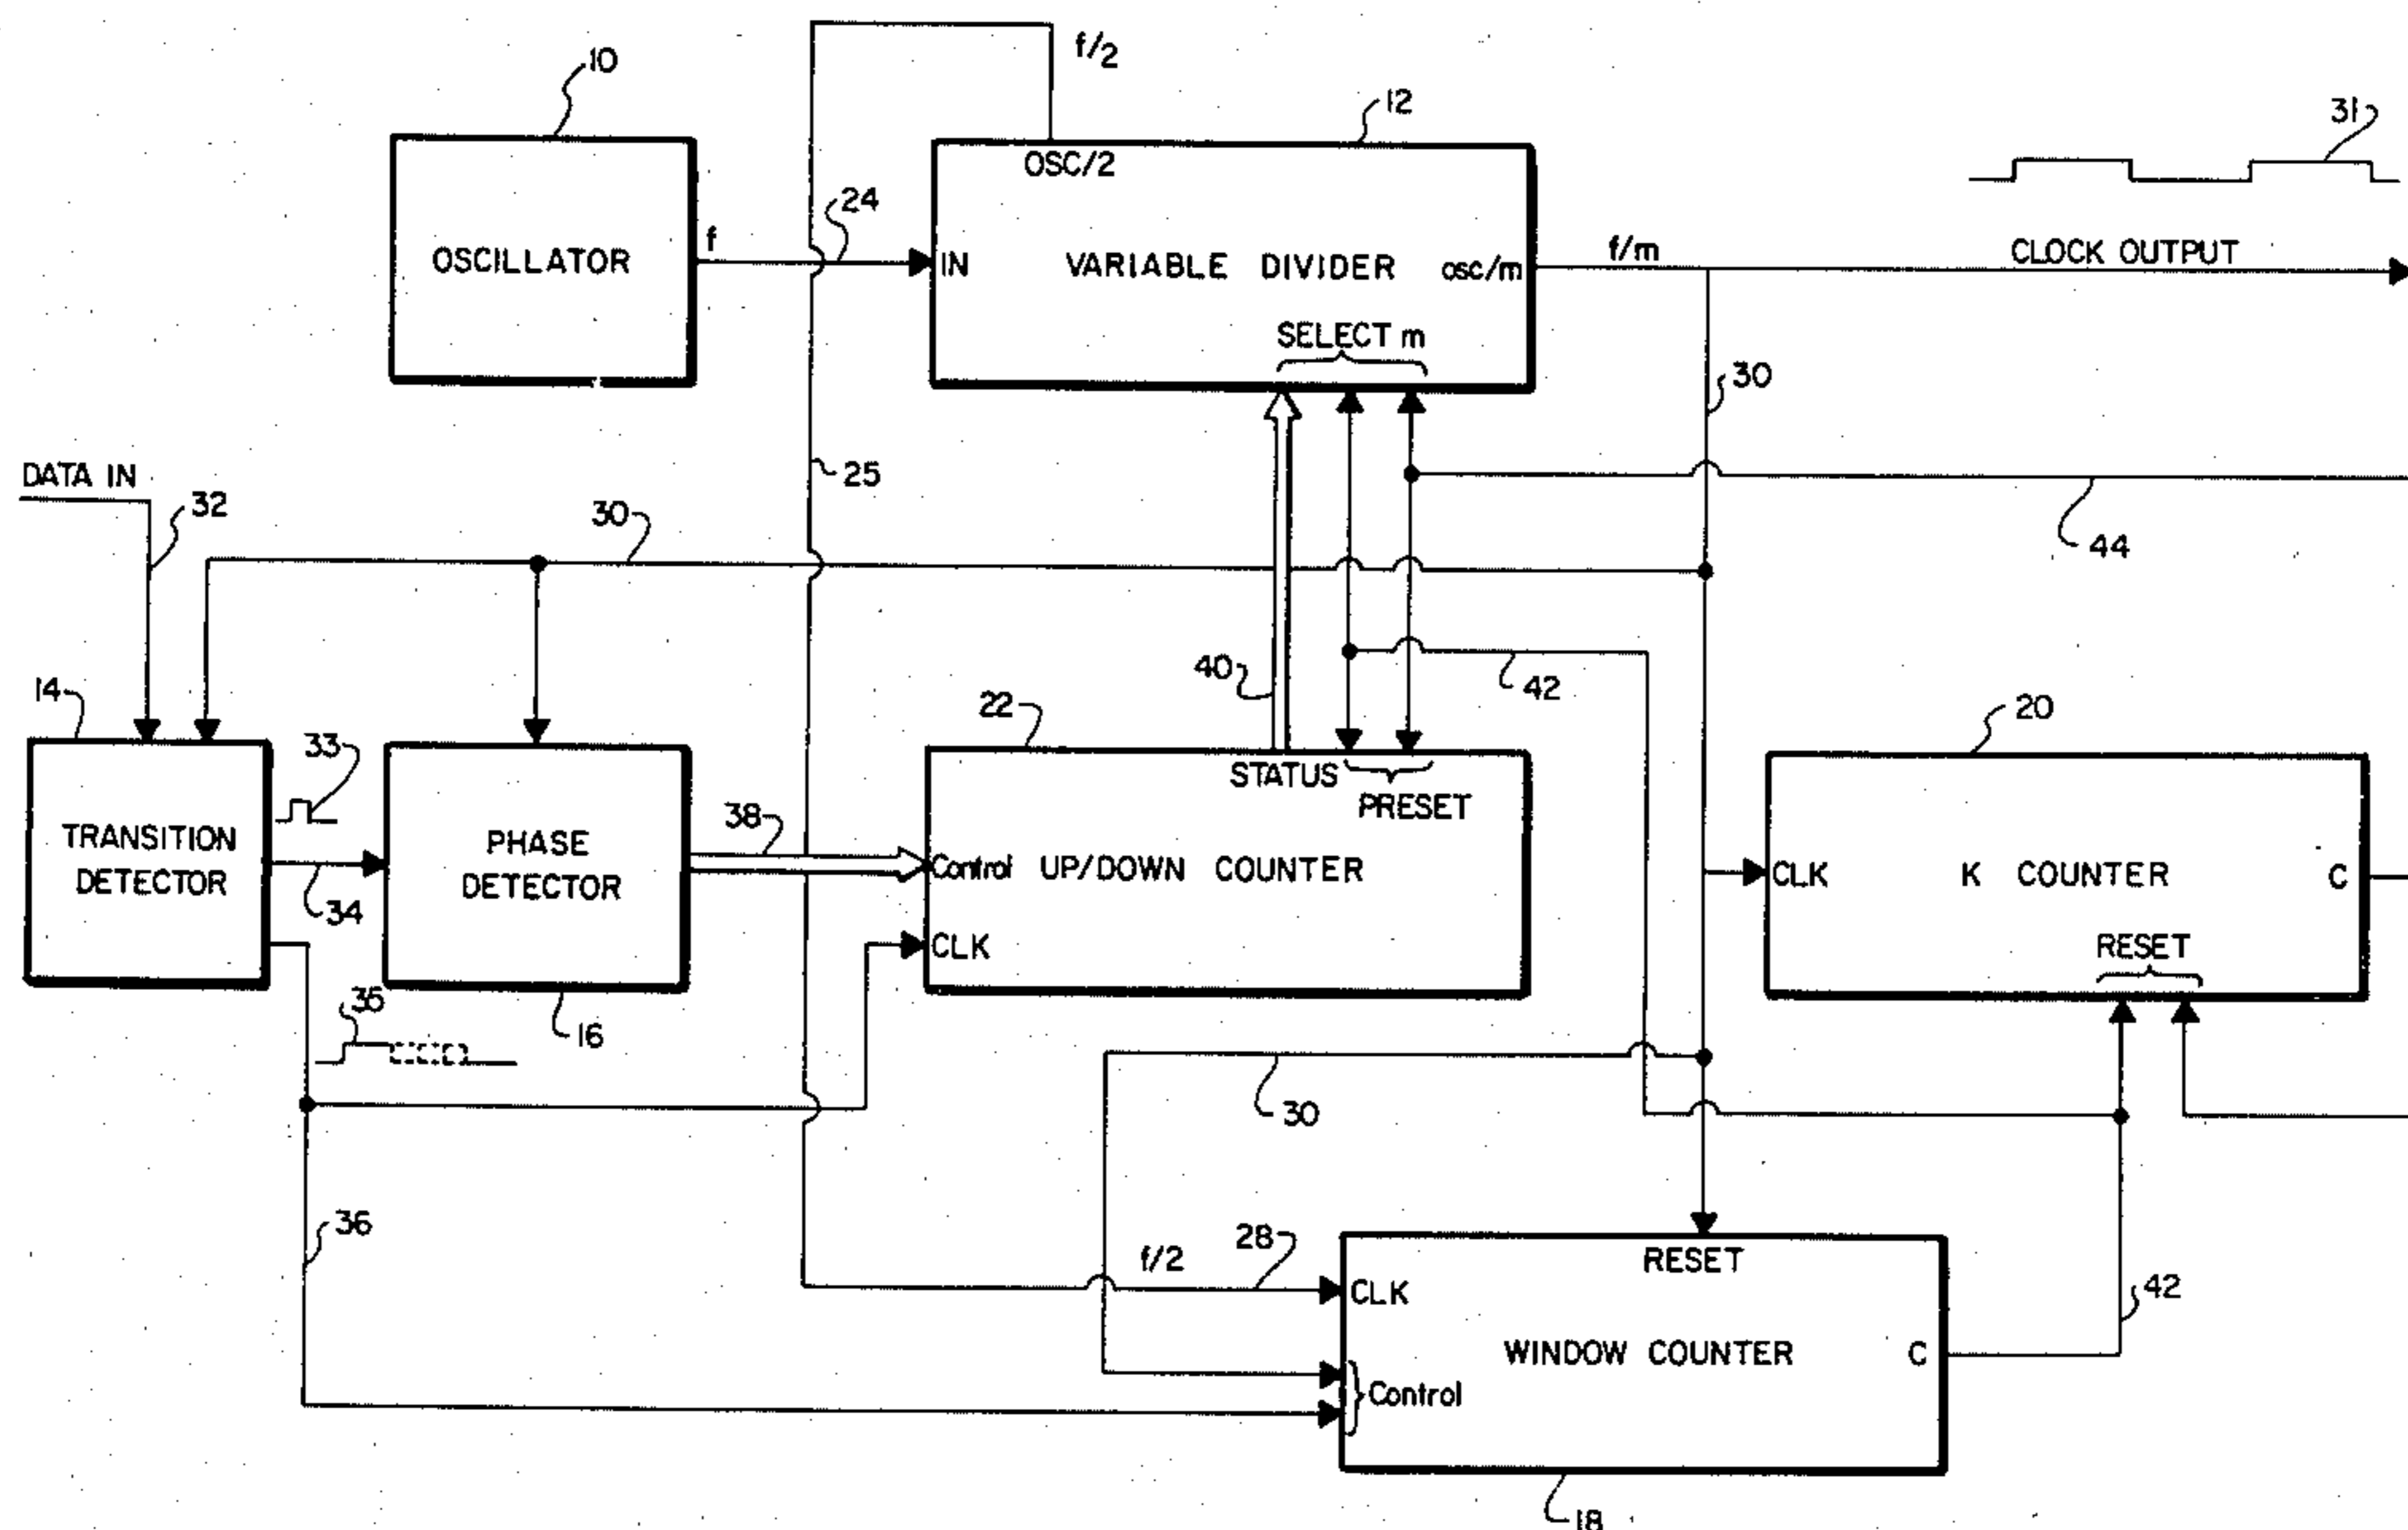 f/2
10
12
31
OSC/2
24
OSCILLATOR
f
IN
VARIABLE DIVIDER
osc/m
f/m
CLOCK OUTPUT
SELECT m
30
DATA IN
32
25
30
44
40
42
14
33
22
20
STATUS
PRESET
TRANSITION
DETECTOR
34
PHASE
DETECTOR
38
Control
UP/DOWN COUNTER
CLK
CLK
K COUNTER
C
RESET
35
16
30
36
f/2
28
RESET
CLK
42
WINDOW COUNTER
C
Control
18